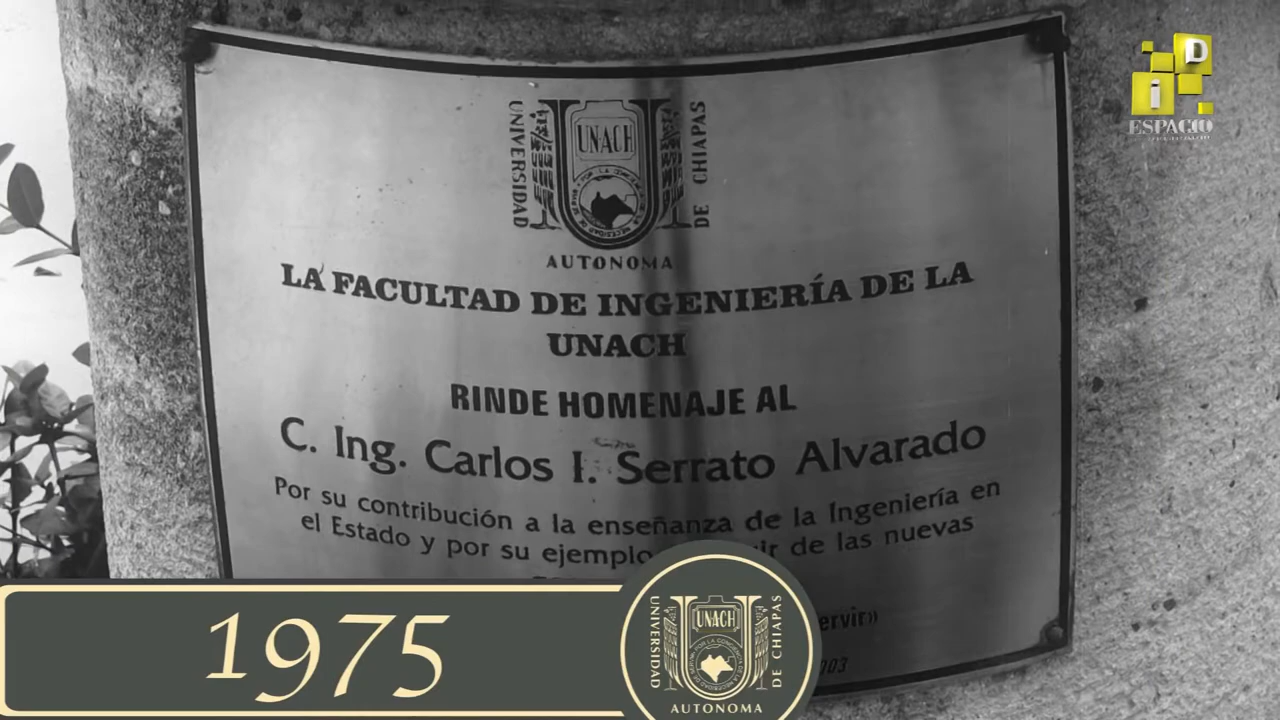 D
i
ESPACIO
UNIVERSIDAD
UNACH
DE CHIAPAS
AUTONOMA
LA FACULTAD DE INGENIERÍA DE LA
UNACH
RINDE HOMENAJE AL
C. Ing. Carlos I. Serrato Alvarado
Por su contribución a la enseñanza de la Ingeniería en
el Estado y por su ejemplo de las nuevas
1975
UNIVERSIDAD
UNACH
DE CHIAPAS
AUTONOMA